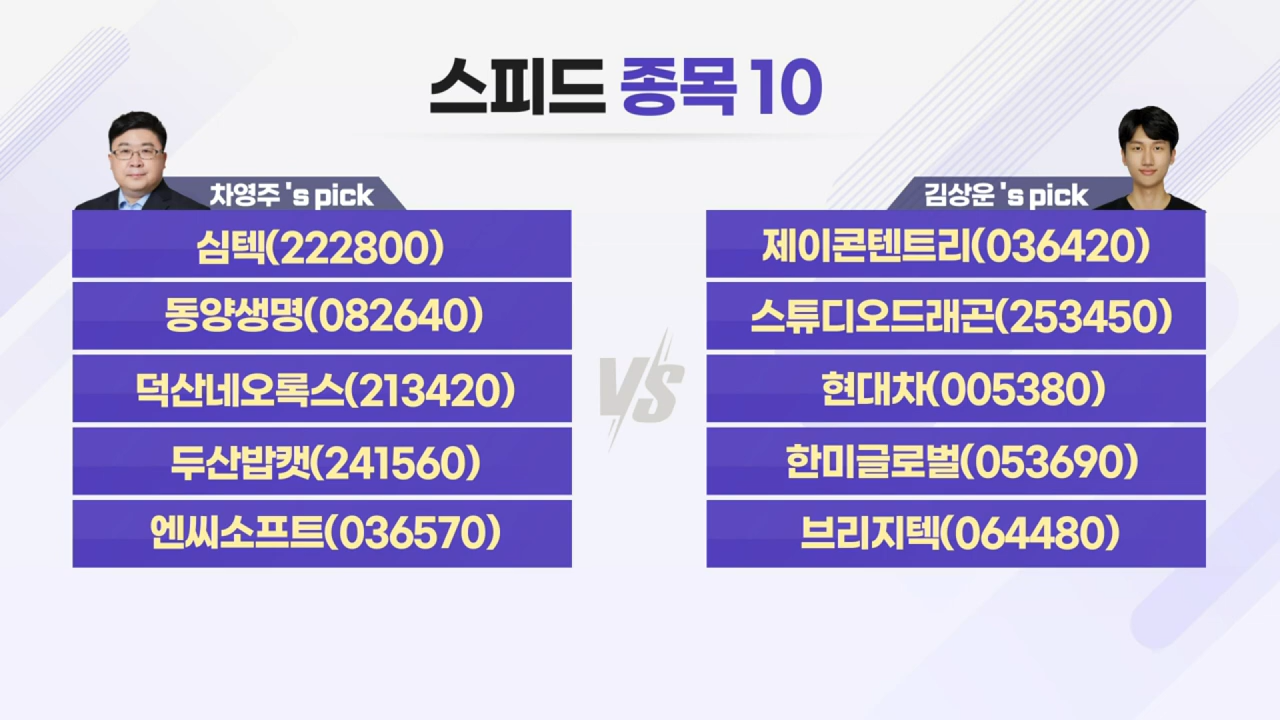 스피드 종목 10
차영주 's pick
심텍(222800)
동양생명(082640)
덕산네오룩스(213420)
두산밥캣(241560)
엔씨소프트(036570)
VS
김상운 's pick
제이콘텐트리(036420)
스튜디오드래곤(253450)
현대차(005380)
한미글로벌(053690)
브리지텍(064480)